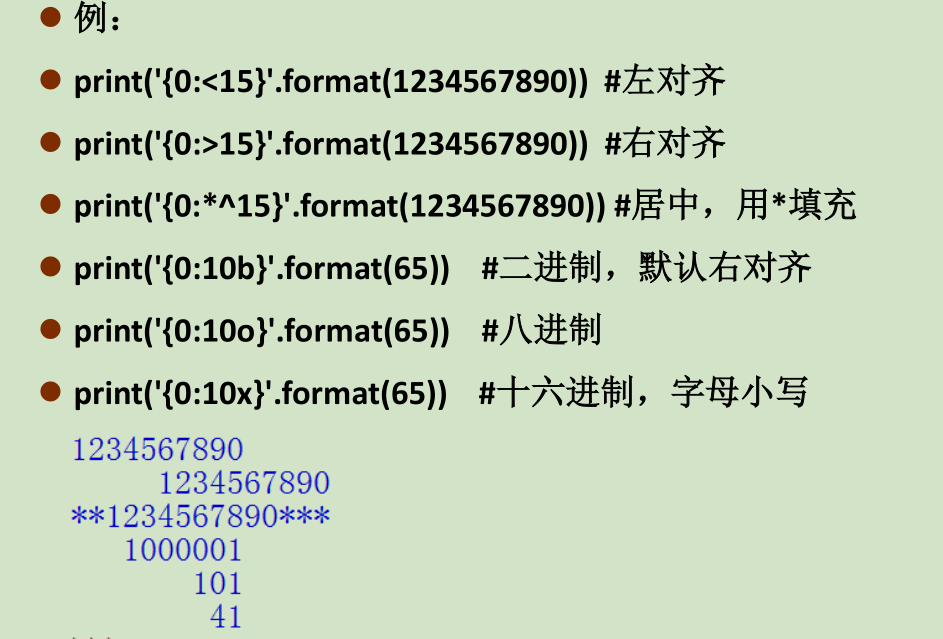 ● 例：
● print('{0:<15}'.format(1234567890)) #左对齐
● print('{0:>15}'.format(1234567890)) #右对齐
● print('{0:*^15}'.format(1234567890)) #居中，用*填充
● print('{0:10b}'.format(65)) #二进制，默认右对齐
● print('{0:10o}'.format(65)) #八进制
● print('{0:10x}'.format(65)) #十六进制，字母小写
1234567890
     1234567890
**1234567890***
   1000001
       101
        41